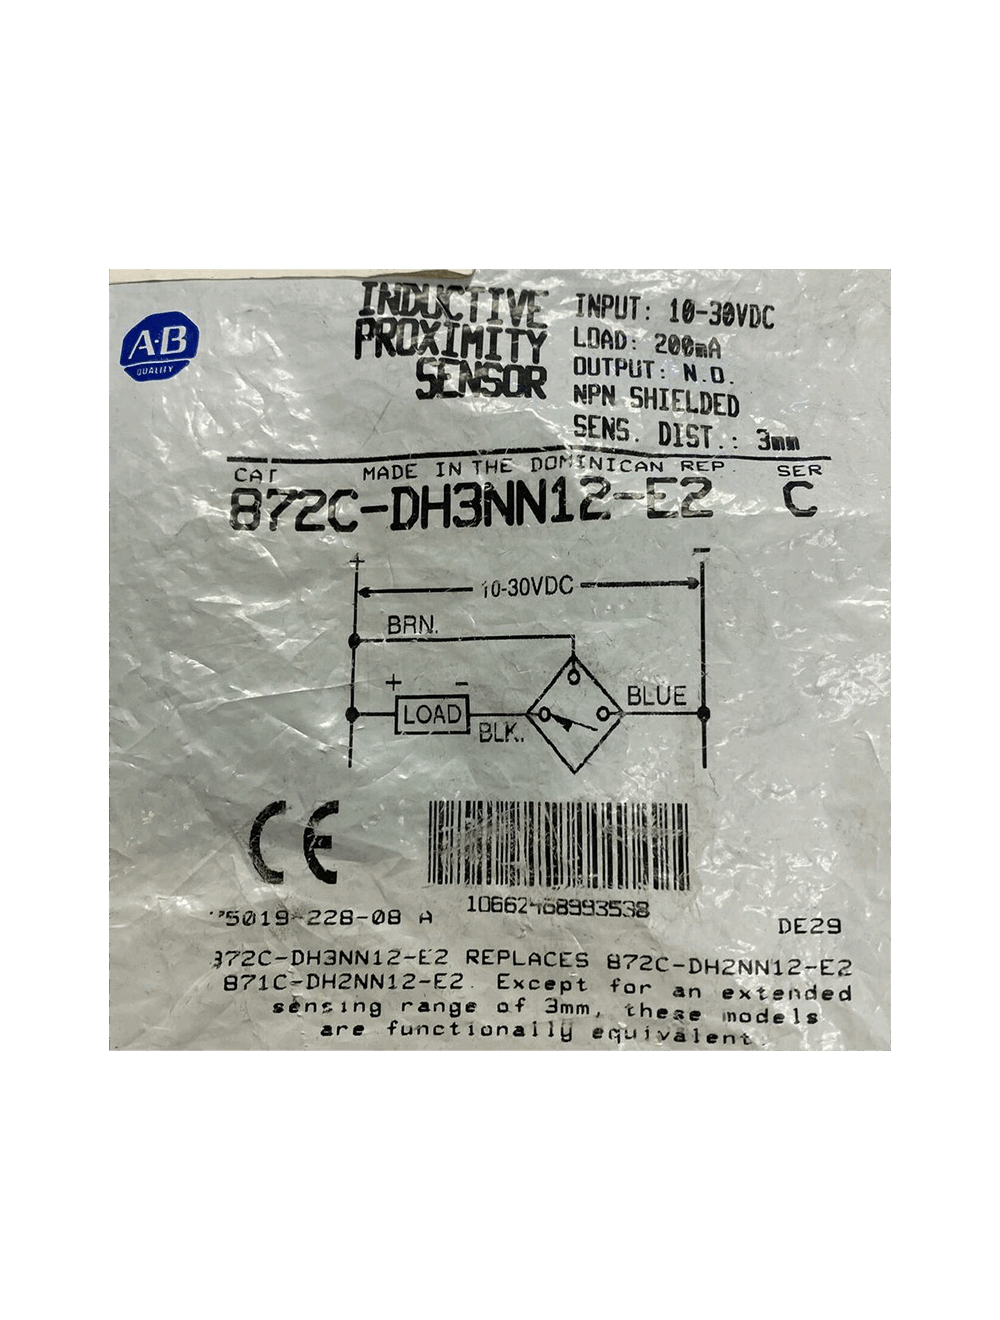 A·B
QUALITY
INDUCTIVE
PROXIMITY
SENSOR
INPUT: 10-30VDC
LOAD: 200mA
OUTPUT: N.O.
NPN SHIELDED
SENS. DIST.: 3mm
CAT MADE IN THE DOMINICAN REP. SER
872C-DH3NN12-E2 C
+ −
10-30VDC
BRN.
+ −
LOAD
BLK.
BLUE
CE
10662468993538
75019-228-08 A
DE29
872C-DH3NN12-E2 REPLACES 872C-DH2NN12-E2
871C-DH2NN12-E2. Except for an extended
sensing range of 3mm, these models
are functionally equivalent.